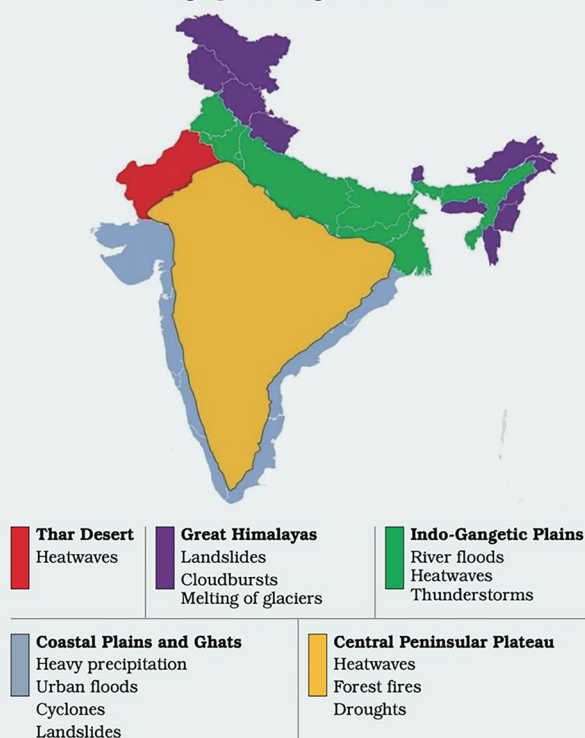 Thar Desert
Heatwaves
Great Himalayas
Landslides
Cloudbursts
Melting of glaciers
Indo-Gangetic Plains
River floods
Heatwaves
Thunderstorms
Coastal Plains and Ghats
Heavy precipitation
Urban floods
Cyclones
Landslides
Central Peninsular Plateau
Heatwaves
Forest fires
Droughts